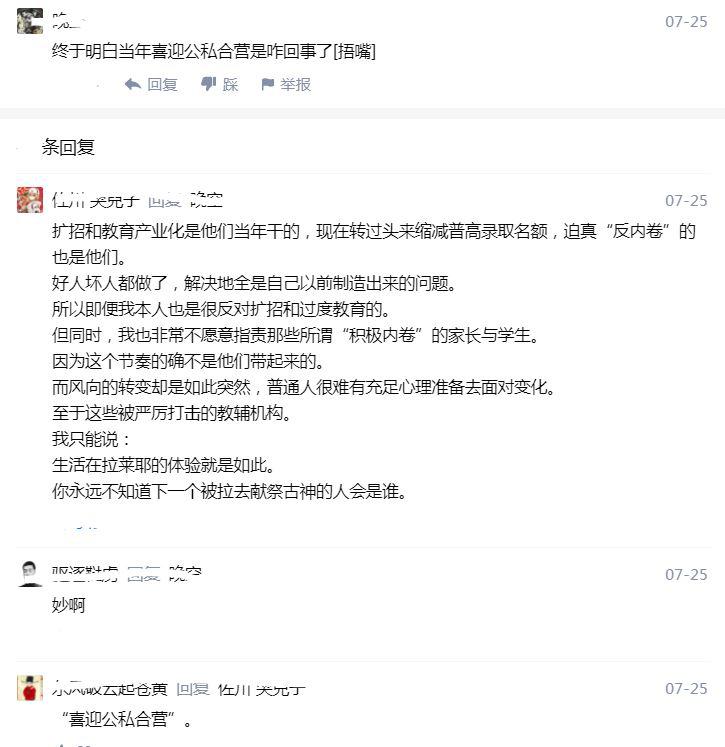 07-25
终于明白当年喜迎公私合营是咋回事了[捂嘴]
回复 踩 举报
条回复
回复 晚空 07-25
扩招和教育产业化是他们当年干的，现在转过头来缩减普高录取名额，迫真“反内卷”的
也是他们。
好人坏人都做了，解决地全是自己以前制造出来的问题。
所以即便我本人也是很反对扩招和过度教育的。
但同时，我也非常不愿意指责那些所谓“积极内卷”的家长与学生。
因为这个节奏的确不是他们带起来的。
而风向的转变却是如此突然，普通人很难有充足心理准备去面对变化。
至于这些被严厉打击的教辅机构。
我只能说：
生活在拉莱耶的体验就是如此。
你永远不知道下一个被拉去献祭古神的人会是谁。
回复 晚空 07-25
妙啊
东风破云起苍黄 回复 佐川 07-25
“喜迎公私合营”。